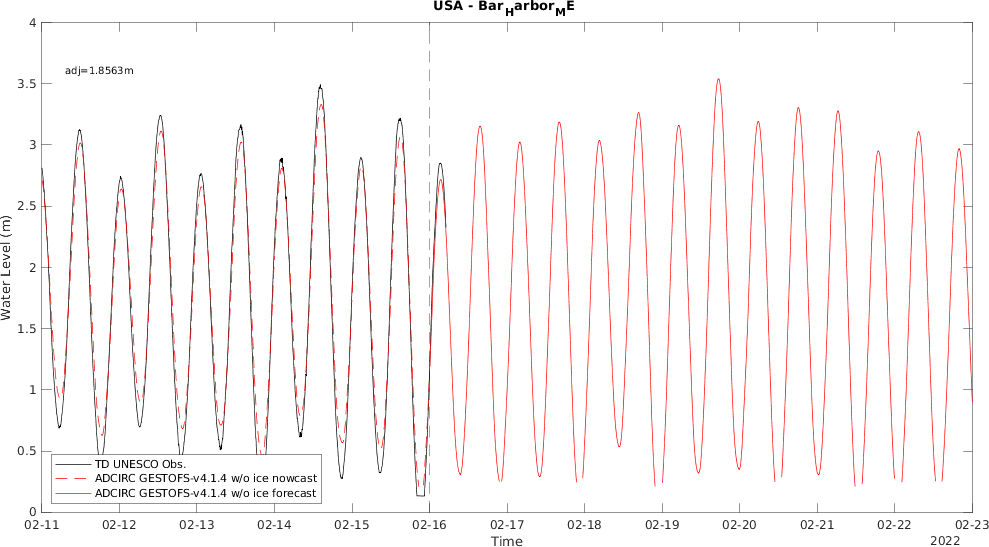 USA - Bar_Harbor_ME
adj=1.8563m
Water Level (m)
4
3.5
3
2.5
2
1.5
1
0.5
0
TD UNESCO Obs.
ADCIRC GESTOFS-v4.1.4 w/o ice nowcast
ADCIRC GESTOFS-v4.1.4 w/o ice forecast
02-11 02-12 02-13 02-14 02-15 02-16 02-17 02-18 02-19 02-20 02-21 02-22 02-23
Time
2022